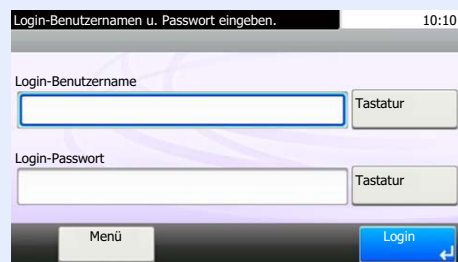 Login-Benutzernamen u. Passwort eingeben. 10:10
Login-Benutzername
Tastatur
Login-Passwort
Tastatur
Menü Login